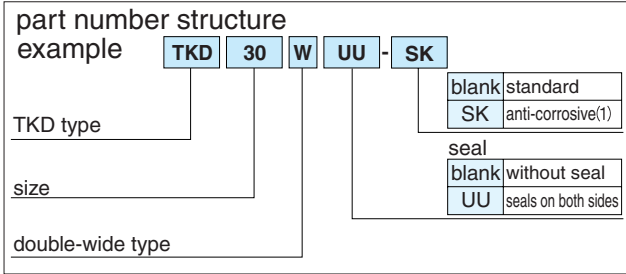 part number structure
example TKD 30 W UU - SK
blank standard
SK anti-corrosive(1)
TKD type
seal
blank without seal
size
UU seals on both sides
double-wide type